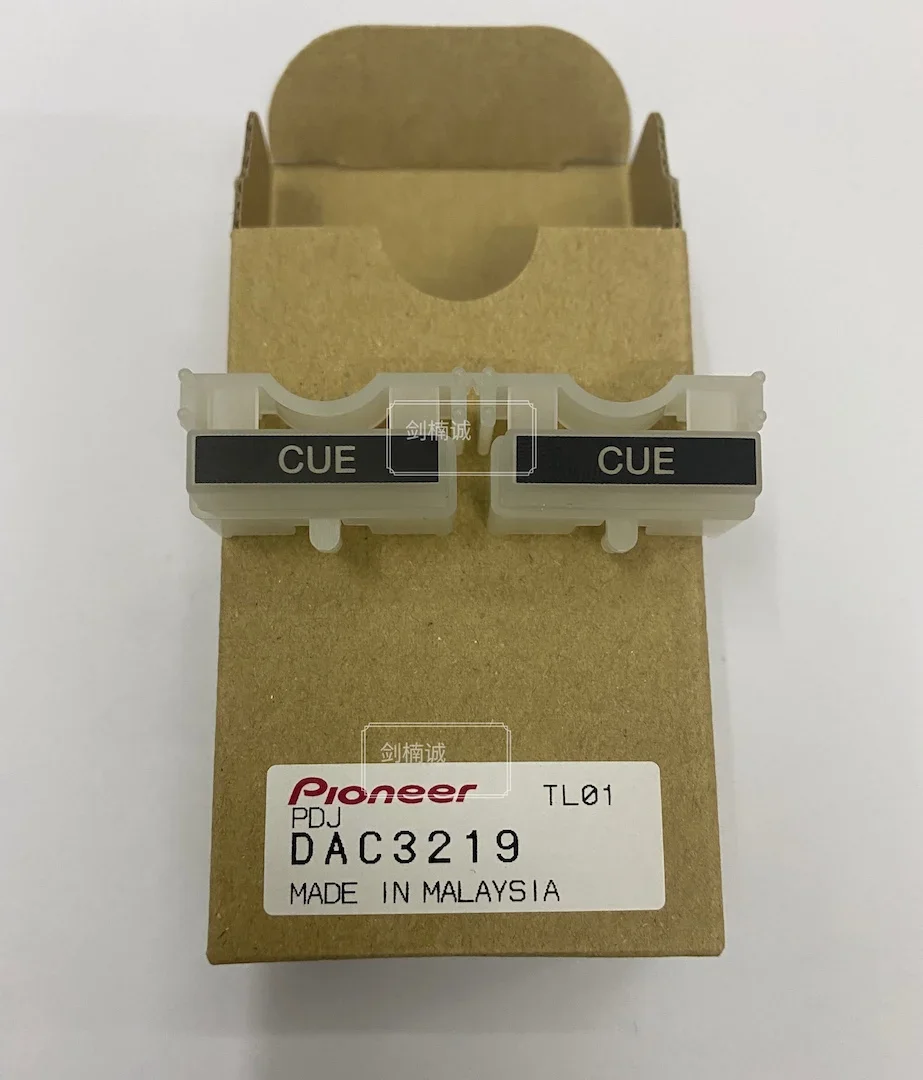 CUE CUE
剑楠诚
剑楠诚
Pioneer TL01
PDJ
DAC3219
MADE IN MALAYSIA